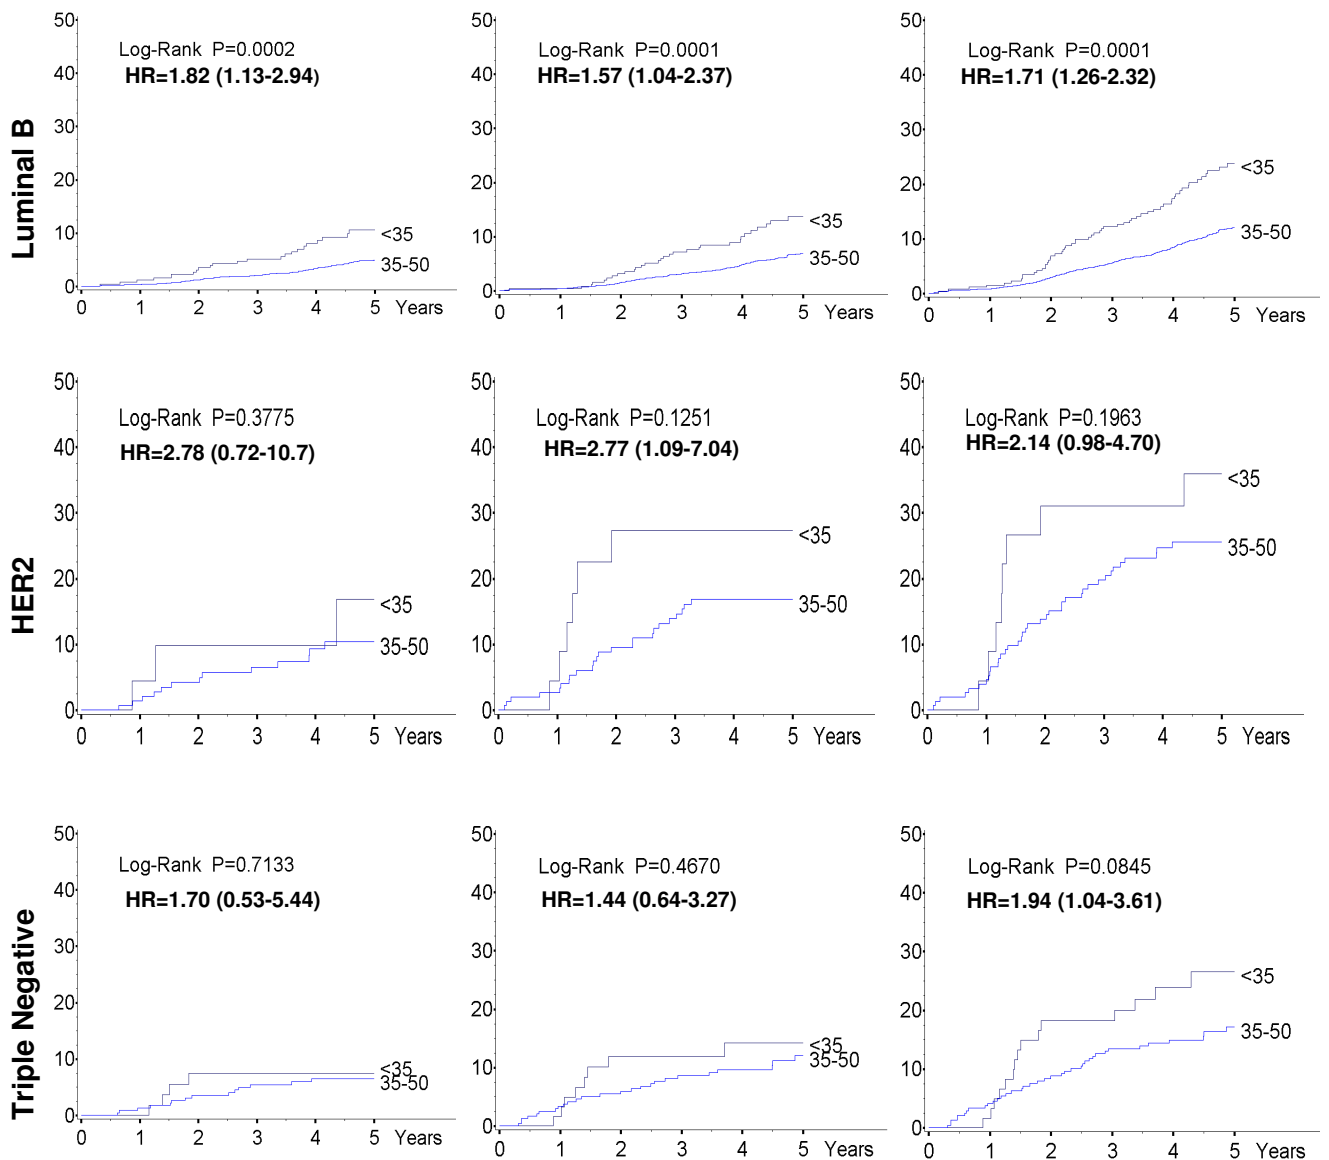 Luminal B
50
40
30
20
10
0
Log-Rank P=0.0002
HR=1.82 (1.13-2.94)
<35
35-50
0 1 2 3 4 5 Years
50
40
30
20
10
0
Log-Rank P=0.0001
HR=1.57 (1.04-2.37)
<35
35-50
0 1 2 3 4 5 Years
50
40
30
20
10
0
Log-Rank P=0.0001
HR=1.71 (1.26-2.32)
<35
35-50
0 1 2 3 4 5 Years
HER2
50
40
30
20
10
0
Log-Rank P=0.3775
HR=2.78 (0.72-10.7)
<35
35-50
0 1 2 3 4 5 Years
50
40
30
20
10
0
Log-Rank P=0.1251
HR=2.77 (1.09-7.04)
<35
35-50
0 1 2 3 4 5 Years
50
40
30
20
10
0
Log-Rank P=0.1963
HR=2.14 (0.98-4.70)
<35
35-50
0 1 2 3 4 5 Years
Triple Negative
50
40
30
20
10
0
Log-Rank P=0.7133
HR=1.70 (0.53-5.44)
<35
35-50
0 1 2 3 4 5 Years
50
40
30
20
10
0
Log-Rank P=0.4670
HR=1.44 (0.64-3.27)
<35
35-50
0 1 2 3 4 5 Years
50
40
30
20
10
0
Log-Rank P=0.0845
HR=1.94 (1.04-3.61)
<35
35-50
0 1 2 3 4 5 Years